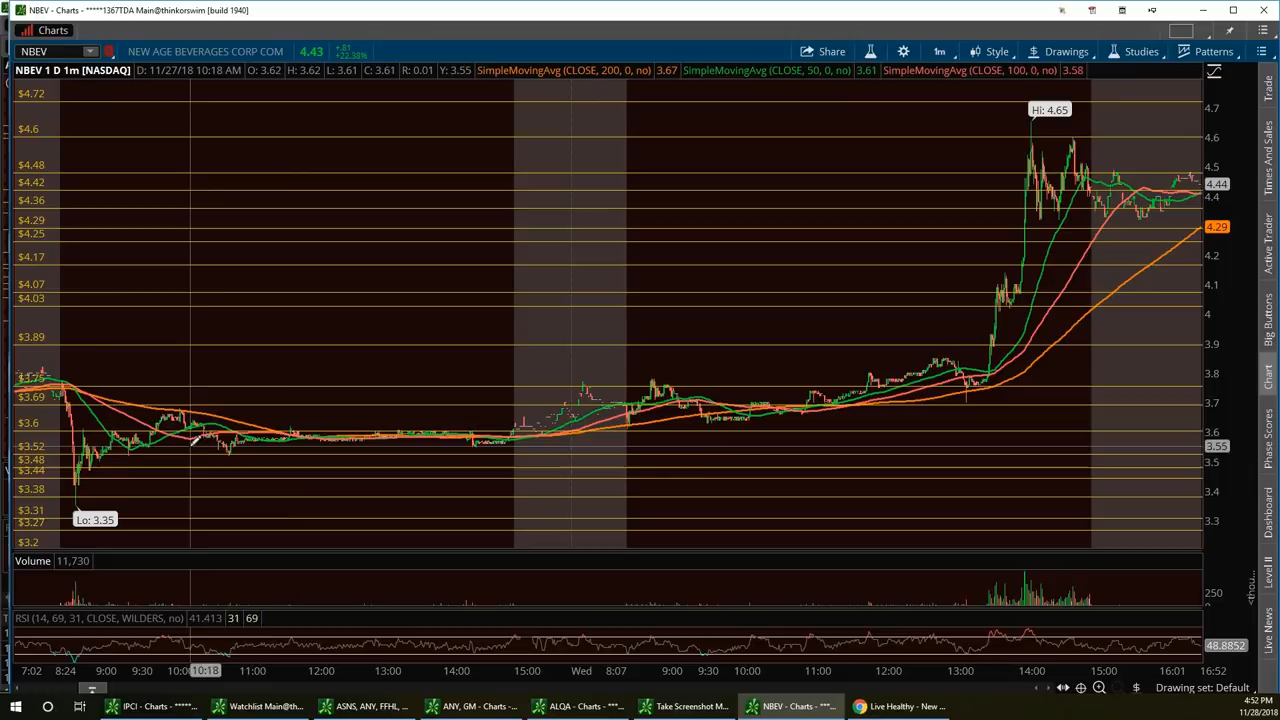 NBEV - Charts - *****1367TDA Main@thinkorswim [build 1940]
Charts
NBEV NEW AGE BEVERAGES CORP COM 4.43 +.81 +22.38% Share 1m Style Drawings Studies Patterns
NBEV 1 D 1m [NASDAQ] D: 11/27/18 10:18 AM O: 3.62 H: 3.62 L: 3.61 C: 3.61 R: 0.01 Y: 3.55 SimpleMovingAvg (CLOSE, 200, 0, no) 3.67 SimpleMovingAvg (CLOSE, 50, 0, no) 3.61 SimpleMovingAvg (CLOSE, 100, 0, no) 3.58
$4.72
$4.6
$4.48
$4.42
$4.36
$4.29
$4.25
$4.17
$4.07
$4.03
$3.89
$3.75
$3.69
$3.6
$3.52
$3.48
$3.44
$3.38
$3.31
$3.27
$3.2
Hi: 4.65
Lo: 3.35
4.7
4.6
4.5
4.44
4.4
4.29
4.2
4.1
4
3.9
3.8
3.7
3.6
3.55
3.5
3.4
3.3
Volume 11,730
250
<thou...
RSI (14, 69, 31, CLOSE, WILDERS, no) 41.413 31 69
48.8852
7:02 8:24 9:00 9:30 10:0 10:18 11:00 12:00 13:00 14:00 15:00 Wed 8:07 9:00 9:30 10:00 11:00 12:00 13:00 14:00 15:00 16:01 16:52
Drawing set: Default
Trade
Times And Sales
Active Trader
Big Buttons
Chart
Phase Scores
Dashboard
Level II
Live News
IPCI - Charts - ****...
Watchlist Main@th...
ASNS, ANY, FFHL, ...
ANY, GM - Charts -...
ALQA - Charts - ***...
Take Screenshot M...
NBEV - Charts - ***...
Live Healthy - New ...
4:52 PM
11/28/2018